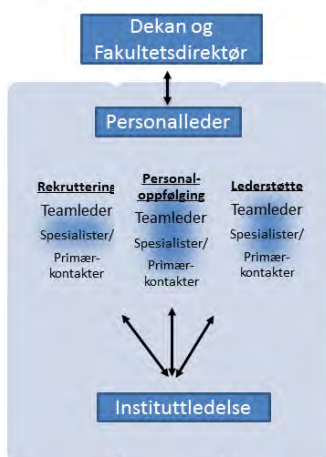 Dekan og
Fakultetsdirektør
Personalleder
Rekruttering
Teamleder
Spesialister/
Primær-
kontakter
Personal-
oppfølging
Teamleder
Spesialister/
Primær-
kontakter
Lederstøtte
Teamleder
Spesialister/
Primær-
kontakter
Instituttledelse